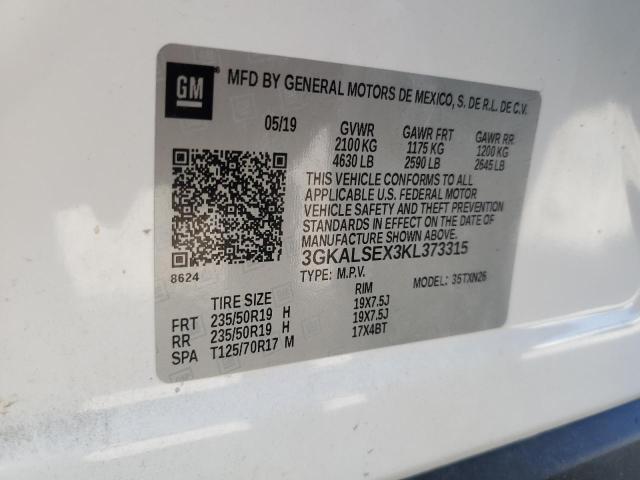 GM
MFD BY GENERAL MOTORS DE MEXICO, S. DE R.L. DE C.V.
05/19 GVWR GAWR FRT GAWR RR
2100 KG 1175 KG 1200 KG
4630 LB 2590 LB 2645 LB
THIS VEHICLE CONFORMS TO ALL
APPLICABLE U.S. FEDERAL MOTOR
VEHICLE SAFETY AND THEFT PREVENTION
STANDARDS IN EFFECT ON THE DATE OF
MANUFACTURE SHOWN ABOVE.
3GKALSEX3KL373315
8624 TYPE: M.P.V. MODEL: 35TXN26
TIRE SIZE RIM
FRT 235/50R19 H 19X7.5J
RR 235/50R19 H 19X7.5J
SPA T125/70R17 M 17X4BT